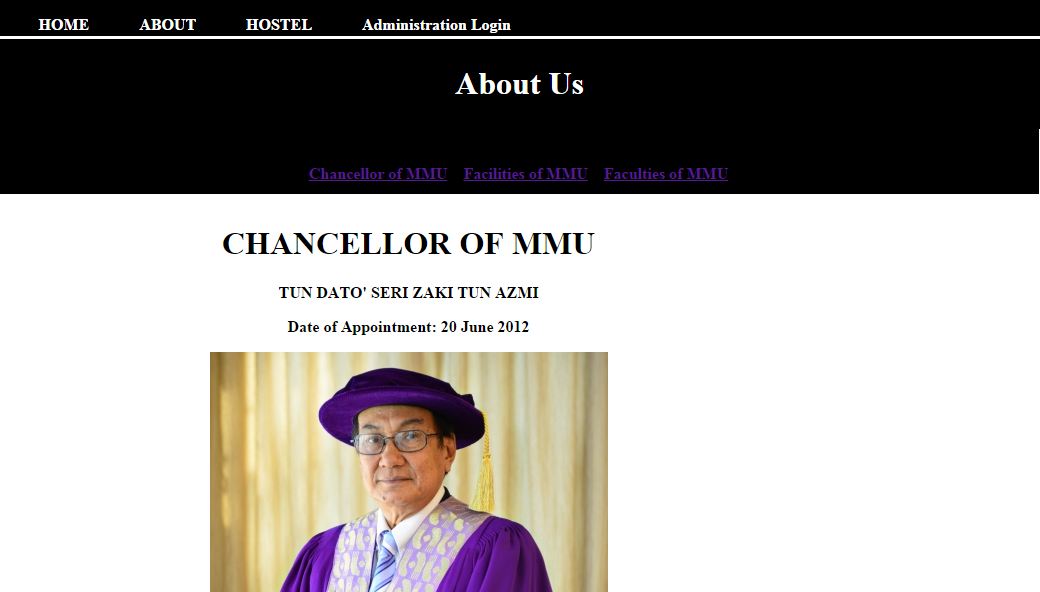 HOME ABOUT HOSTEL Administration Login
About Us
Chancellor of MMU Facilities of MMU Faculties of MMU
CHANCELLOR OF MMU
TUN DATO' SERI ZAKI TUN AZMI
Date of Appointment: 20 June 2012